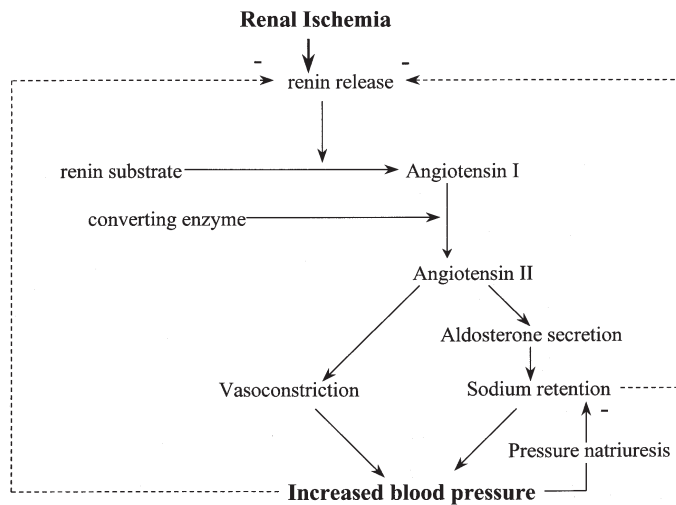 Renal Ischemia
- -
renin release
renin substrate Angiotensin I
converting enzyme
Angiotensin II
Aldosterone secretion
Vasoconstriction Sodium retention
-
Pressure natriuresis
Increased blood pressure